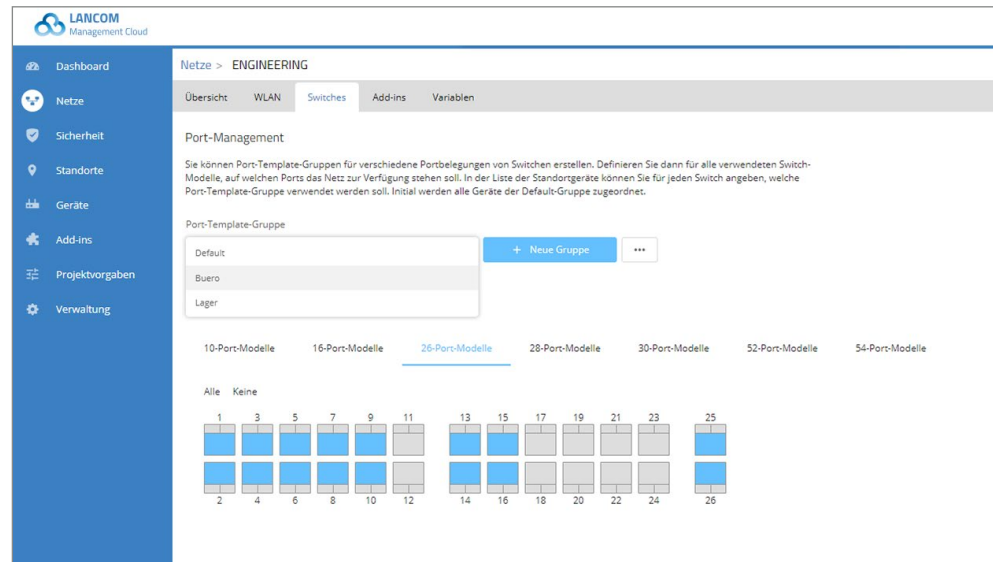 LANCOM
Management Cloud
Dashboard
Netze
Sicherheit
Standorte
Geräte
Add-ins
Projektvorgaben
Verwaltung
Netze > ENGINEERING
Übersicht WLAN Switches Add-ins Variablen
Port-Management
Sie können Port-Template-Gruppen für verschiedene Portbelegungen von Switchen erstellen. Definieren Sie dann für alle verwendeten Switch-
Modelle, auf welchen Ports das Netz zur Verfügung stehen soll. In der Liste der Standortgeräte können Sie für jeden Switch angeben, welche
Port-Template-Gruppe verwendet werden soll. Initial werden alle Geräte der Default-Gruppe zugeordnet.
Port-Template-Gruppe
Default
+ Neue Gruppe ...
Buero
Lager
10-Port-Modelle 16-Port-Modelle 26-Port-Modelle 28-Port-Modelle 30-Port-Modelle 52-Port-Modelle 54-Port-Modelle
Alle Keine
1 3 5 7 9 11 13 15 17 19 21 23 25
2 4 6 8 10 12 14 16 18 20 22 24 26